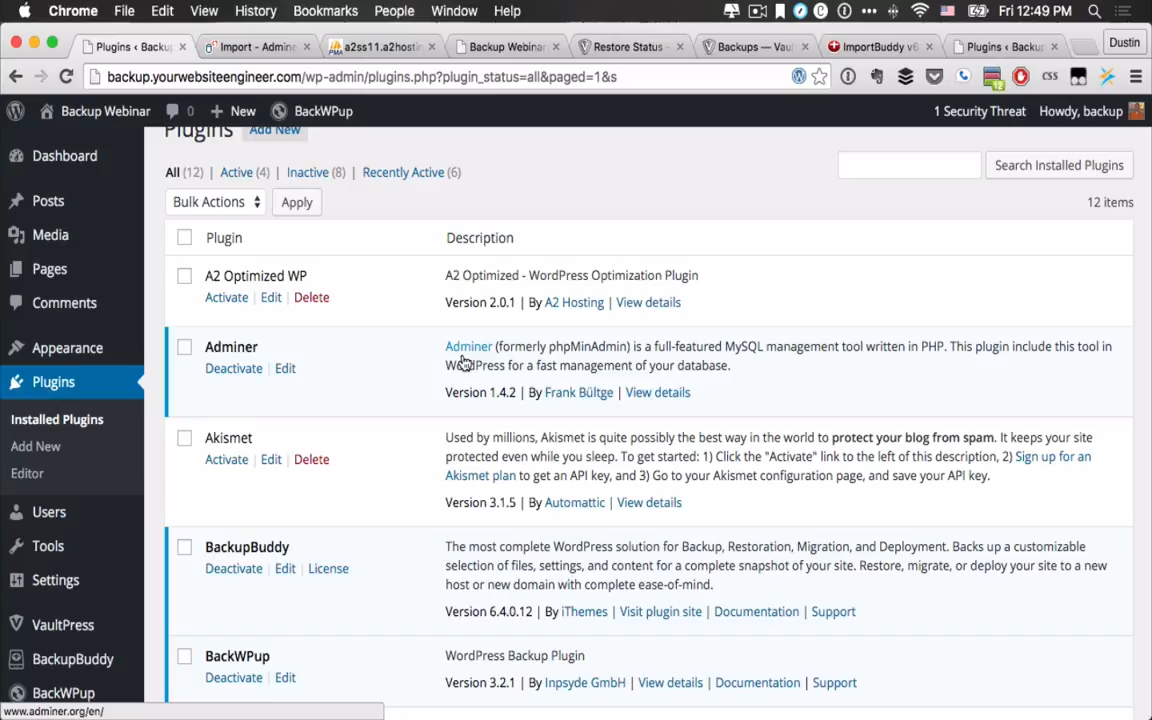 Chrome File Edit View History Bookmarks People Window Help Fri 12:49 PM
Plugins ‹ Backup Import - Admine a2ss11.a2hostin Backup Webinar Restore Status - Backups — Vau ImportBuddy v6 Plugins ‹ Backup Dustin
backup.yourwebsiteengineer.com/wp-admin/plugins.php?plugin_status=all&paged=1&s
Backup Webinar 0 + New BackWPup 1 Security Threat Howdy, backup
Plugins Add New
Dashboard
Posts
Media
Pages
Comments
Appearance
Plugins
Installed Plugins
Add New
Editor
Users
Tools
Settings
VaultPress
BackupBuddy
BackWPup
All (12) | Active (4) | Inactive (8) | Recently Active (6)
Search Installed Plugins
Bulk Actions Apply 12 items
Plugin Description
A2 Optimized WP
Activate | Edit | Delete
A2 Optimized - WordPress Optimization Plugin
Version 2.0.1 | By A2 Hosting | View details
Adminer
Deactivate | Edit
Adminer (formerly phpMinAdmin) is a full-featured MySQL management tool written in PHP. This plugin include this tool in
WordPress for a fast management of your database.
Version 1.4.2 | By Frank Bültge | View details
Akismet
Activate | Edit | Delete
Used by millions, Akismet is quite possibly the best way in the world to protect your blog from spam. It keeps your site
protected even while you sleep. To get started: 1) Click the "Activate" link to the left of this description, 2) Sign up for an
Akismet plan to get an API key, and 3) Go to your Akismet configuration page, and save your API key.
Version 3.1.5 | By Automattic | View details
BackupBuddy
Deactivate | Edit | License
The most complete WordPress solution for Backup, Restoration, Migration, and Deployment. Backs up a customizable
selection of files, settings, and content for a complete snapshot of your site. Restore, migrate, or deploy your site to a new
host or new domain with complete ease-of-mind.
Version 6.4.0.12 | By iThemes | Visit plugin site | Documentation | Support
BackWPup
Deactivate | Edit
WordPress Backup Plugin
Version 3.2.1 | By Inpsyde GmbH | View details | Documentation | Support
www.adminer.org/en/